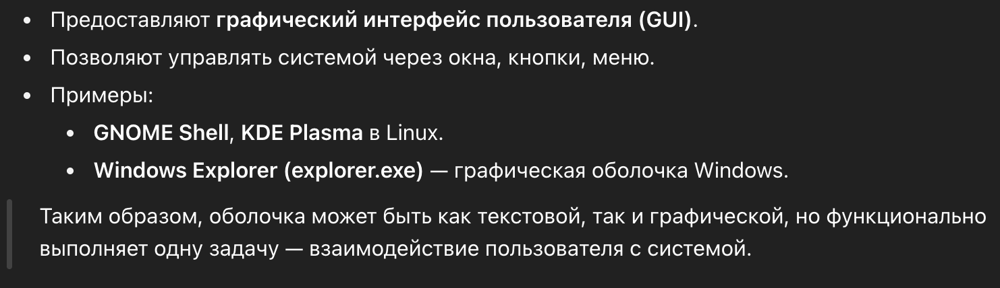 • Предоставляют графический интерфейс пользователя (GUI).
• Позволяют управлять системой через окна, кнопки, меню.
• Примеры:
• GNOME Shell, KDE Plasma в Linux.
• Windows Explorer (explorer.exe) — графическая оболочка Windows.
Таким образом, оболочка может быть как текстовой, так и графической, но функционально
выполняет одну задачу — взаимодействие пользователя с системой.